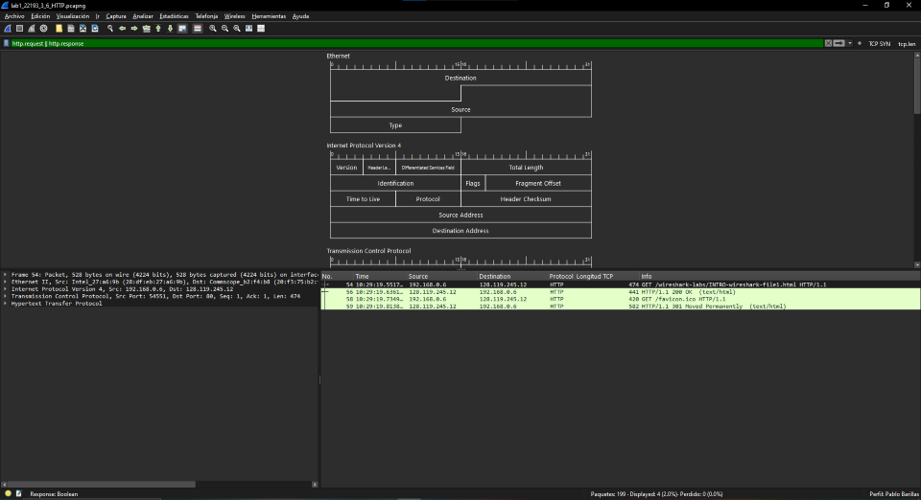 lab1_22193_3_6_HTTP.pcapng
Archivo Edición Visualización Ir Captura Analizar Estadísticas Telefonía Wireless Herramientas Ayuda
http.request || http.response
TCP SYN tcp.len
Ethernet
0 15 16 31
Destination
Source
Type
Internet Protocol Version 4
0 15 16 31
Version Header Le... Differentiated Services Field Total Length
Identification Flags Fragment Offset
Time to Live Protocol Header Checksum
Source Address
Destination Address
Transmission Control Protocol
0 15 16 31
Frame 54: Packet, 528 bytes on wire (4224 bits), 528 bytes captured (4224 bits) on interfac
Ethernet II, Src: Intel_27:a6:9b (28:df:eb:27:a6:9b), Dst: Commscope_b2:f4:b8 (20:f3:75:b2:
Internet Protocol Version 4, Src: 192.168.0.6, Dst: 128.119.245.12
Transmission Control Protocol, Src Port: 54551, Dst Port: 80, Seq: 1, Ack: 1, Len: 474
Hypertext Transfer Protocol
No. Time Source Destination Protocol Longitud TCP Info
54 10:29:19.5517… 192.168.0.6 128.119.245.12 HTTP 474 GET /wireshark-labs/INTRO-wireshark-file1.html HTTP/1.1
56 10:29:19.6361… 128.119.245.12 192.168.0.6 HTTP 441 HTTP/1.1 200 OK (text/html)
58 10:29:19.7349… 192.168.0.6 128.119.245.12 HTTP 420 GET /favicon.ico HTTP/1.1
59 10:29:19.8138… 128.119.245.12 192.168.0.6 HTTP 582 HTTP/1.1 301 Moved Permanently (text/html)
Response: Boolean
Paquetes: 199 · Displayed: 4 (2.0%) · Perdido: 0 (0.0%)
Perfil: Pablo Barillas